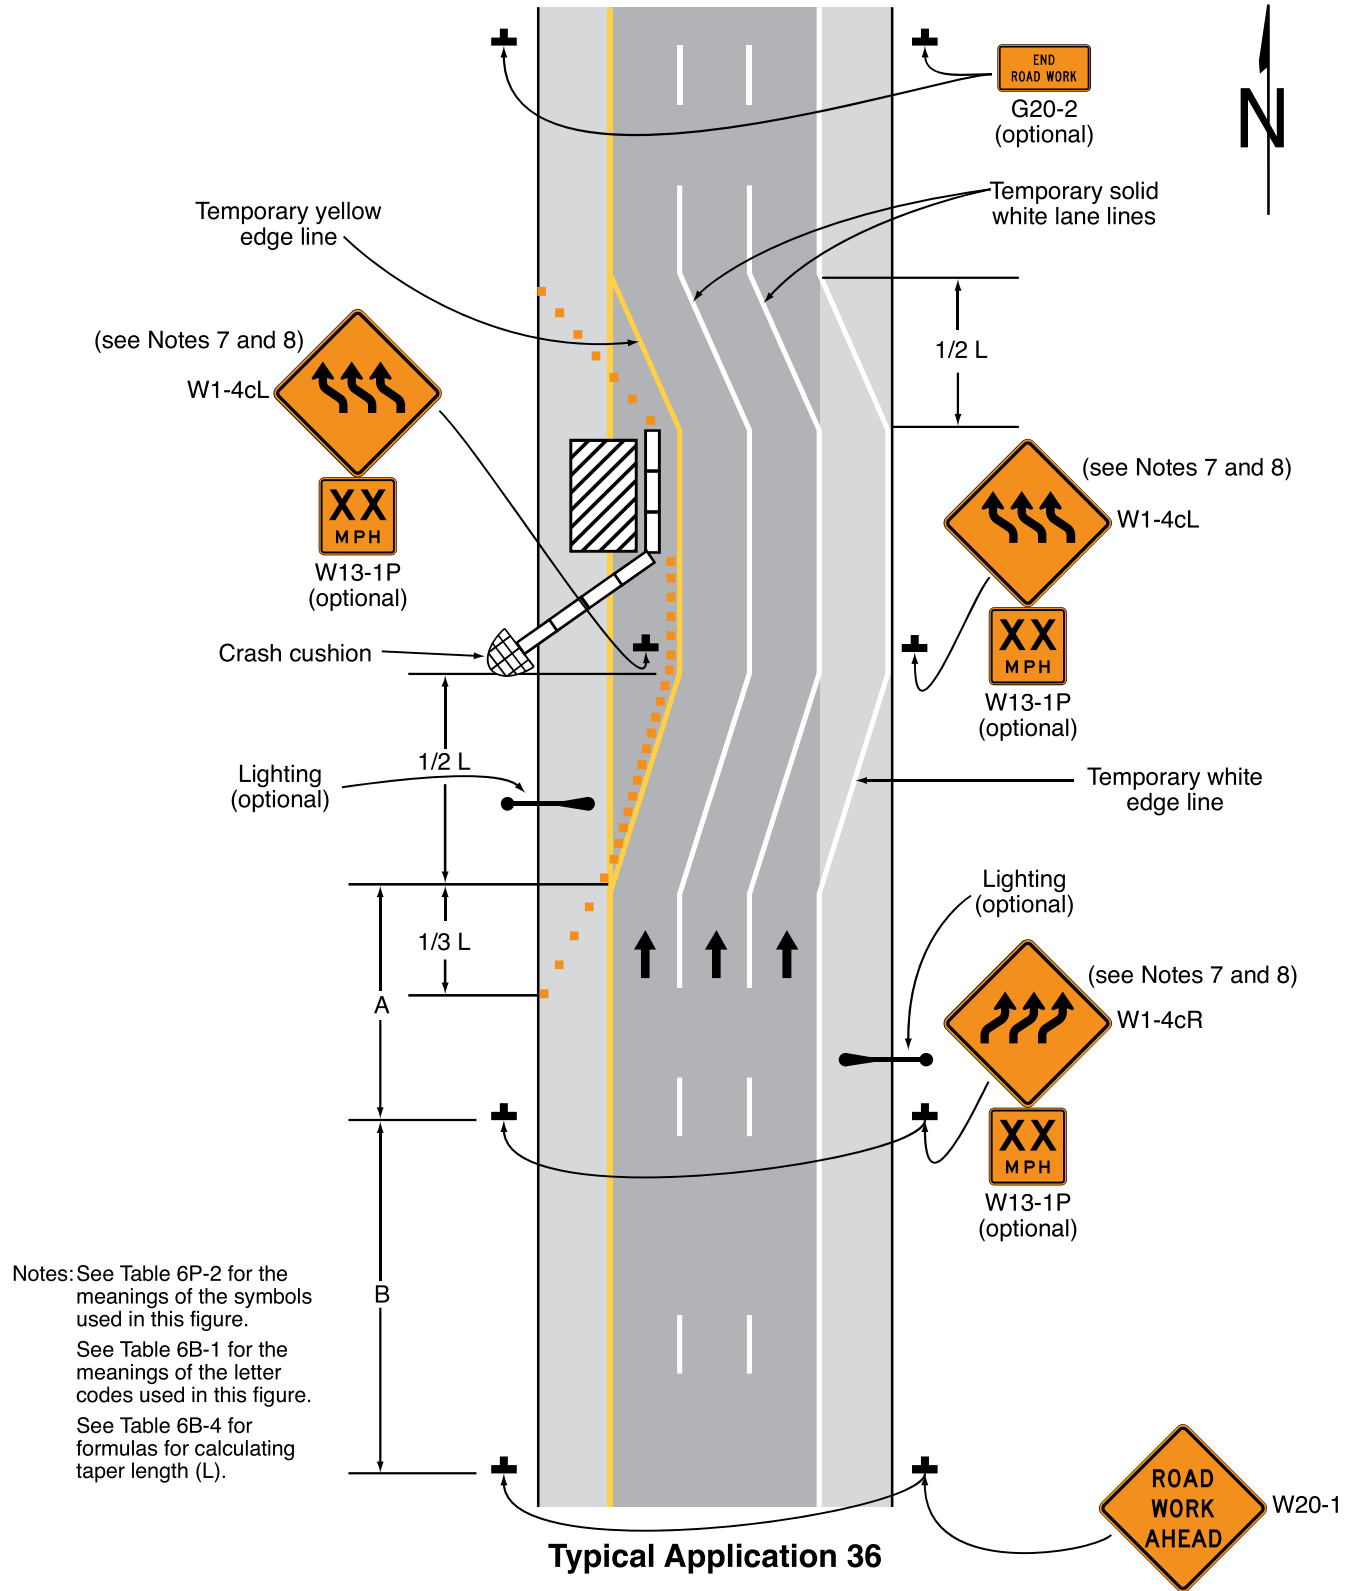 END
ROAD WORK
G20-2
(optional)
N
Temporary solid
white lane lines
Temporary yellow
edge line
(see Notes 7 and 8)
W1-4cL
XX
MPH
W13-1P
(optional)
1/2 L
(see Notes 7 and 8)
W1-4cL
XX
MPH
W13-1P
(optional)
Crash cushion
1/2 L
Lighting
(optional)
Temporary white
edge line
Lighting
(optional)
1/3 L
A
(see Notes 7 and 8)
W1-4cR
XX
MPH
W13-1P
(optional)
B
Notes: See Table 6P-2 for the
meanings of the symbols
used in this figure.
See Table 6B-1 for the
meanings of the letter
codes used in this figure.
See Table 6B-4 for
formulas for calculating
taper length (L).
ROAD
WORK
AHEAD
W20-1
Typical Application 36